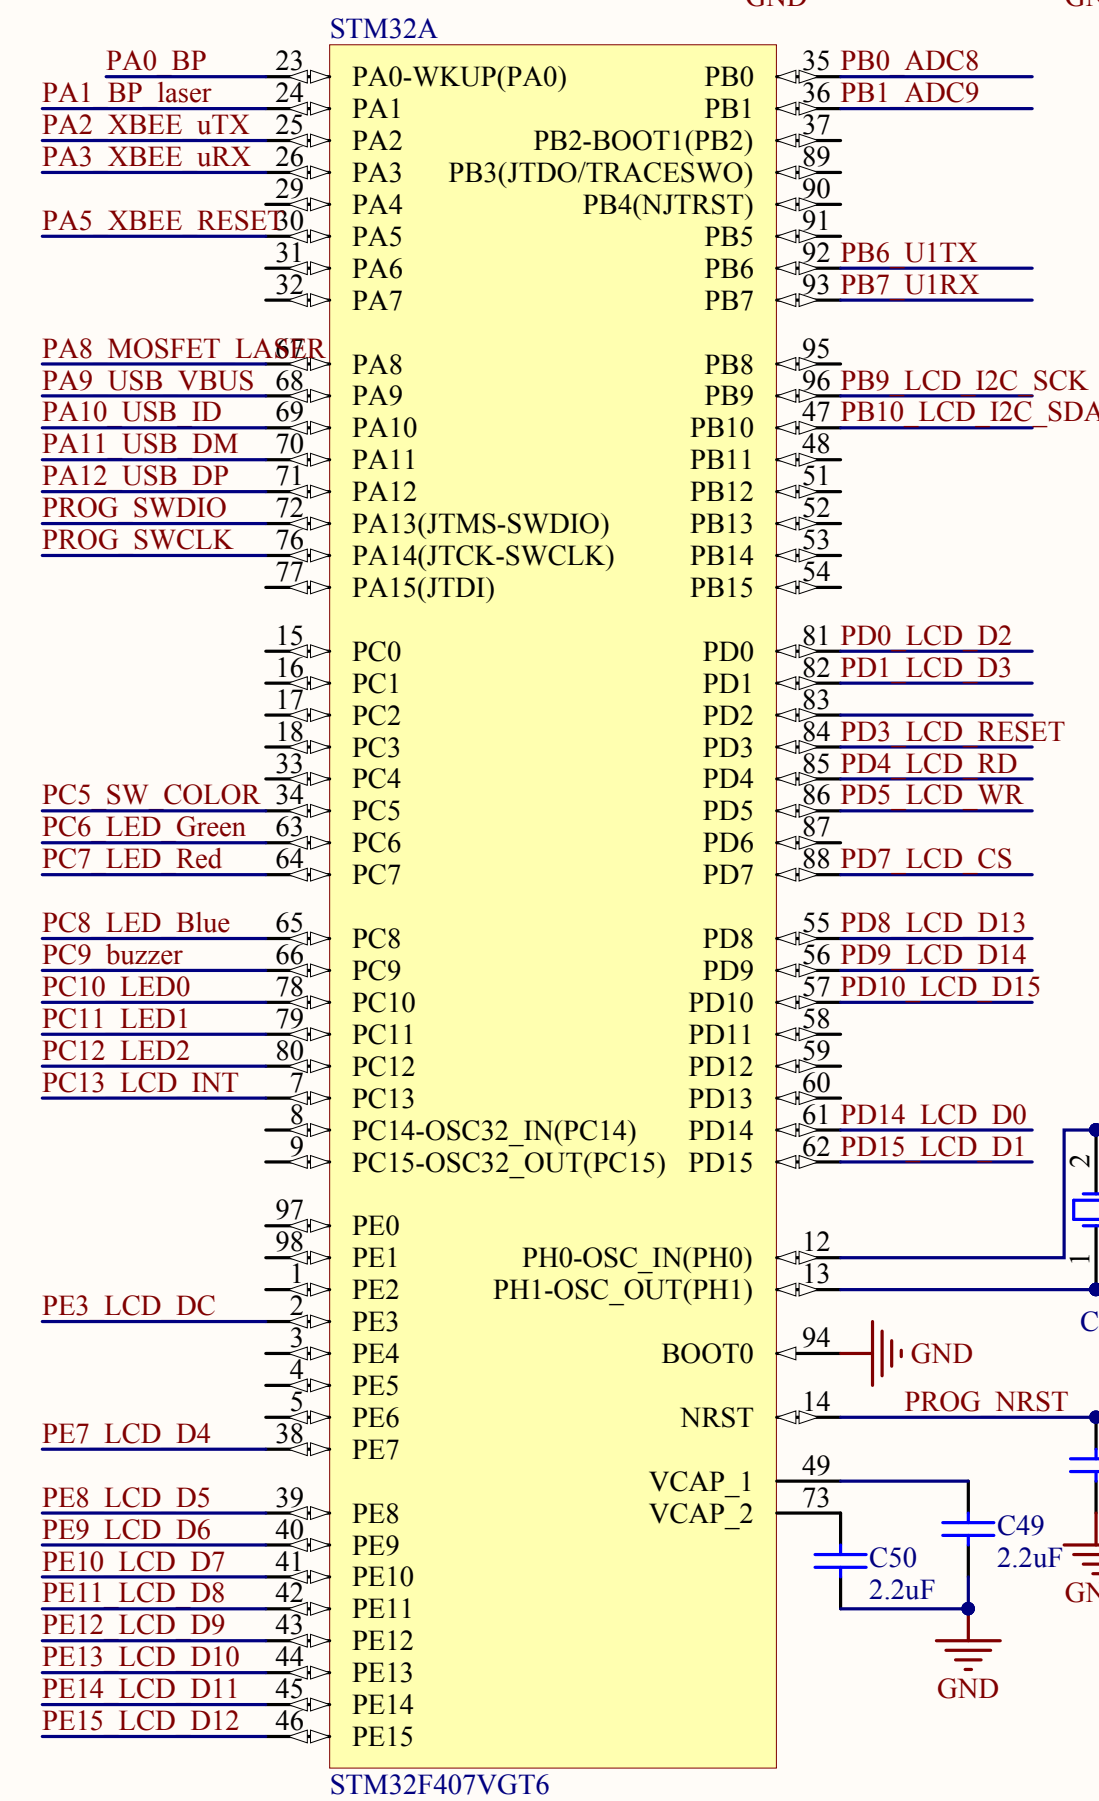 GND
STM32A
PA0_BP 23 PA0-WKUP(PA0) PB0 35 PB0_ADC8
PA1_BP_laser 24 PA1 PB1 36 PB1_ADC9
PA2_XBEE_uTX 25 PA2 PB2-BOOT1(PB2) 37
PA3_XBEE_uRX 26 PA3 PB3(JTDO/TRACESWO) 89
29 PA4 PB4(NJTRST) 90
PA5_XBEE_RESET 30 PA5 PB5 91
31 PA6 PB6 92 PB6_U1TX
32 PA7 PB7 93 PB7_U1RX
PA8_MOSFET_LASER 67 PA8 PB8 95
PA9_USB_VBUS 68 PA9 PB9 96 PB9_LCD_I2C_SCK
PA10_USB_ID 69 PA10 PB10 47 PB10_LCD_I2C_SDA
PA11_USB_DM 70 PA11 PB11 48
PA12_USB_DP 71 PA12 PB12 51
PROG_SWDIO 72 PA13(JTMS-SWDIO) PB13 52
PROG_SWCLK 76 PA14(JTCK-SWCLK) PB14 53
77 PA15(JTDI) PB15 54
15 PC0 PD0 81 PD0_LCD_D2
16 PC1 PD1 82 PD1_LCD_D3
17 PC2 PD2 83
18 PC3 PD3 84 PD3_LCD_RESET
33 PC4 PD4 85 PD4_LCD_RD
PC5_SW_COLOR 34 PC5 PD5 86 PD5_LCD_WR
PC6_LED_Green 63 PC6 PD6 87
PC7_LED_Red 64 PC7 PD7 88 PD7_LCD_CS
PC8_LED_Blue 65 PC8 PD8 55 PD8_LCD_D13
PC9_buzzer 66 PC9 PD9 56 PD9_LCD_D14
PC10_LED0 78 PC10 PD10 57 PD10_LCD_D15
PC11_LED1 79 PC11 PD11 58
PC12_LED2 80 PC12 PD12 59
PC13_LCD_INT 7 PC13 PD13 60
8 PC14-OSC32_IN(PC14) PD14 61 PD14_LCD_D0
9 PC15-OSC32_OUT(PC15) PD15 62 PD15_LCD_D1
2
97 PE0
98 PE1 PH0-OSC_IN(PH0) 12
1
1 PE2 PH1-OSC_OUT(PH1) 13
PE3_LCD_DC 2 PE3
C
3 PE4 BOOT0 94 GND
4 PE5
5 PE6 NRST 14 PROG_NRST
PE7_LCD_D4 38 PE7
VCAP_1 49
PE8_LCD_D5 39 PE8 VCAP_2 73
PE9_LCD_D6 40 PE9 C49
2.2uF
PE10_LCD_D7 41 PE10 C50
2.2uF
PE11_LCD_D8 42 PE11
PE12_LCD_D9 43 PE12
PE13_LCD_D10 44 PE13
PE14_LCD_D11 45 PE14 GND
PE15_LCD_D12 46 PE15
STM32F407VGT6